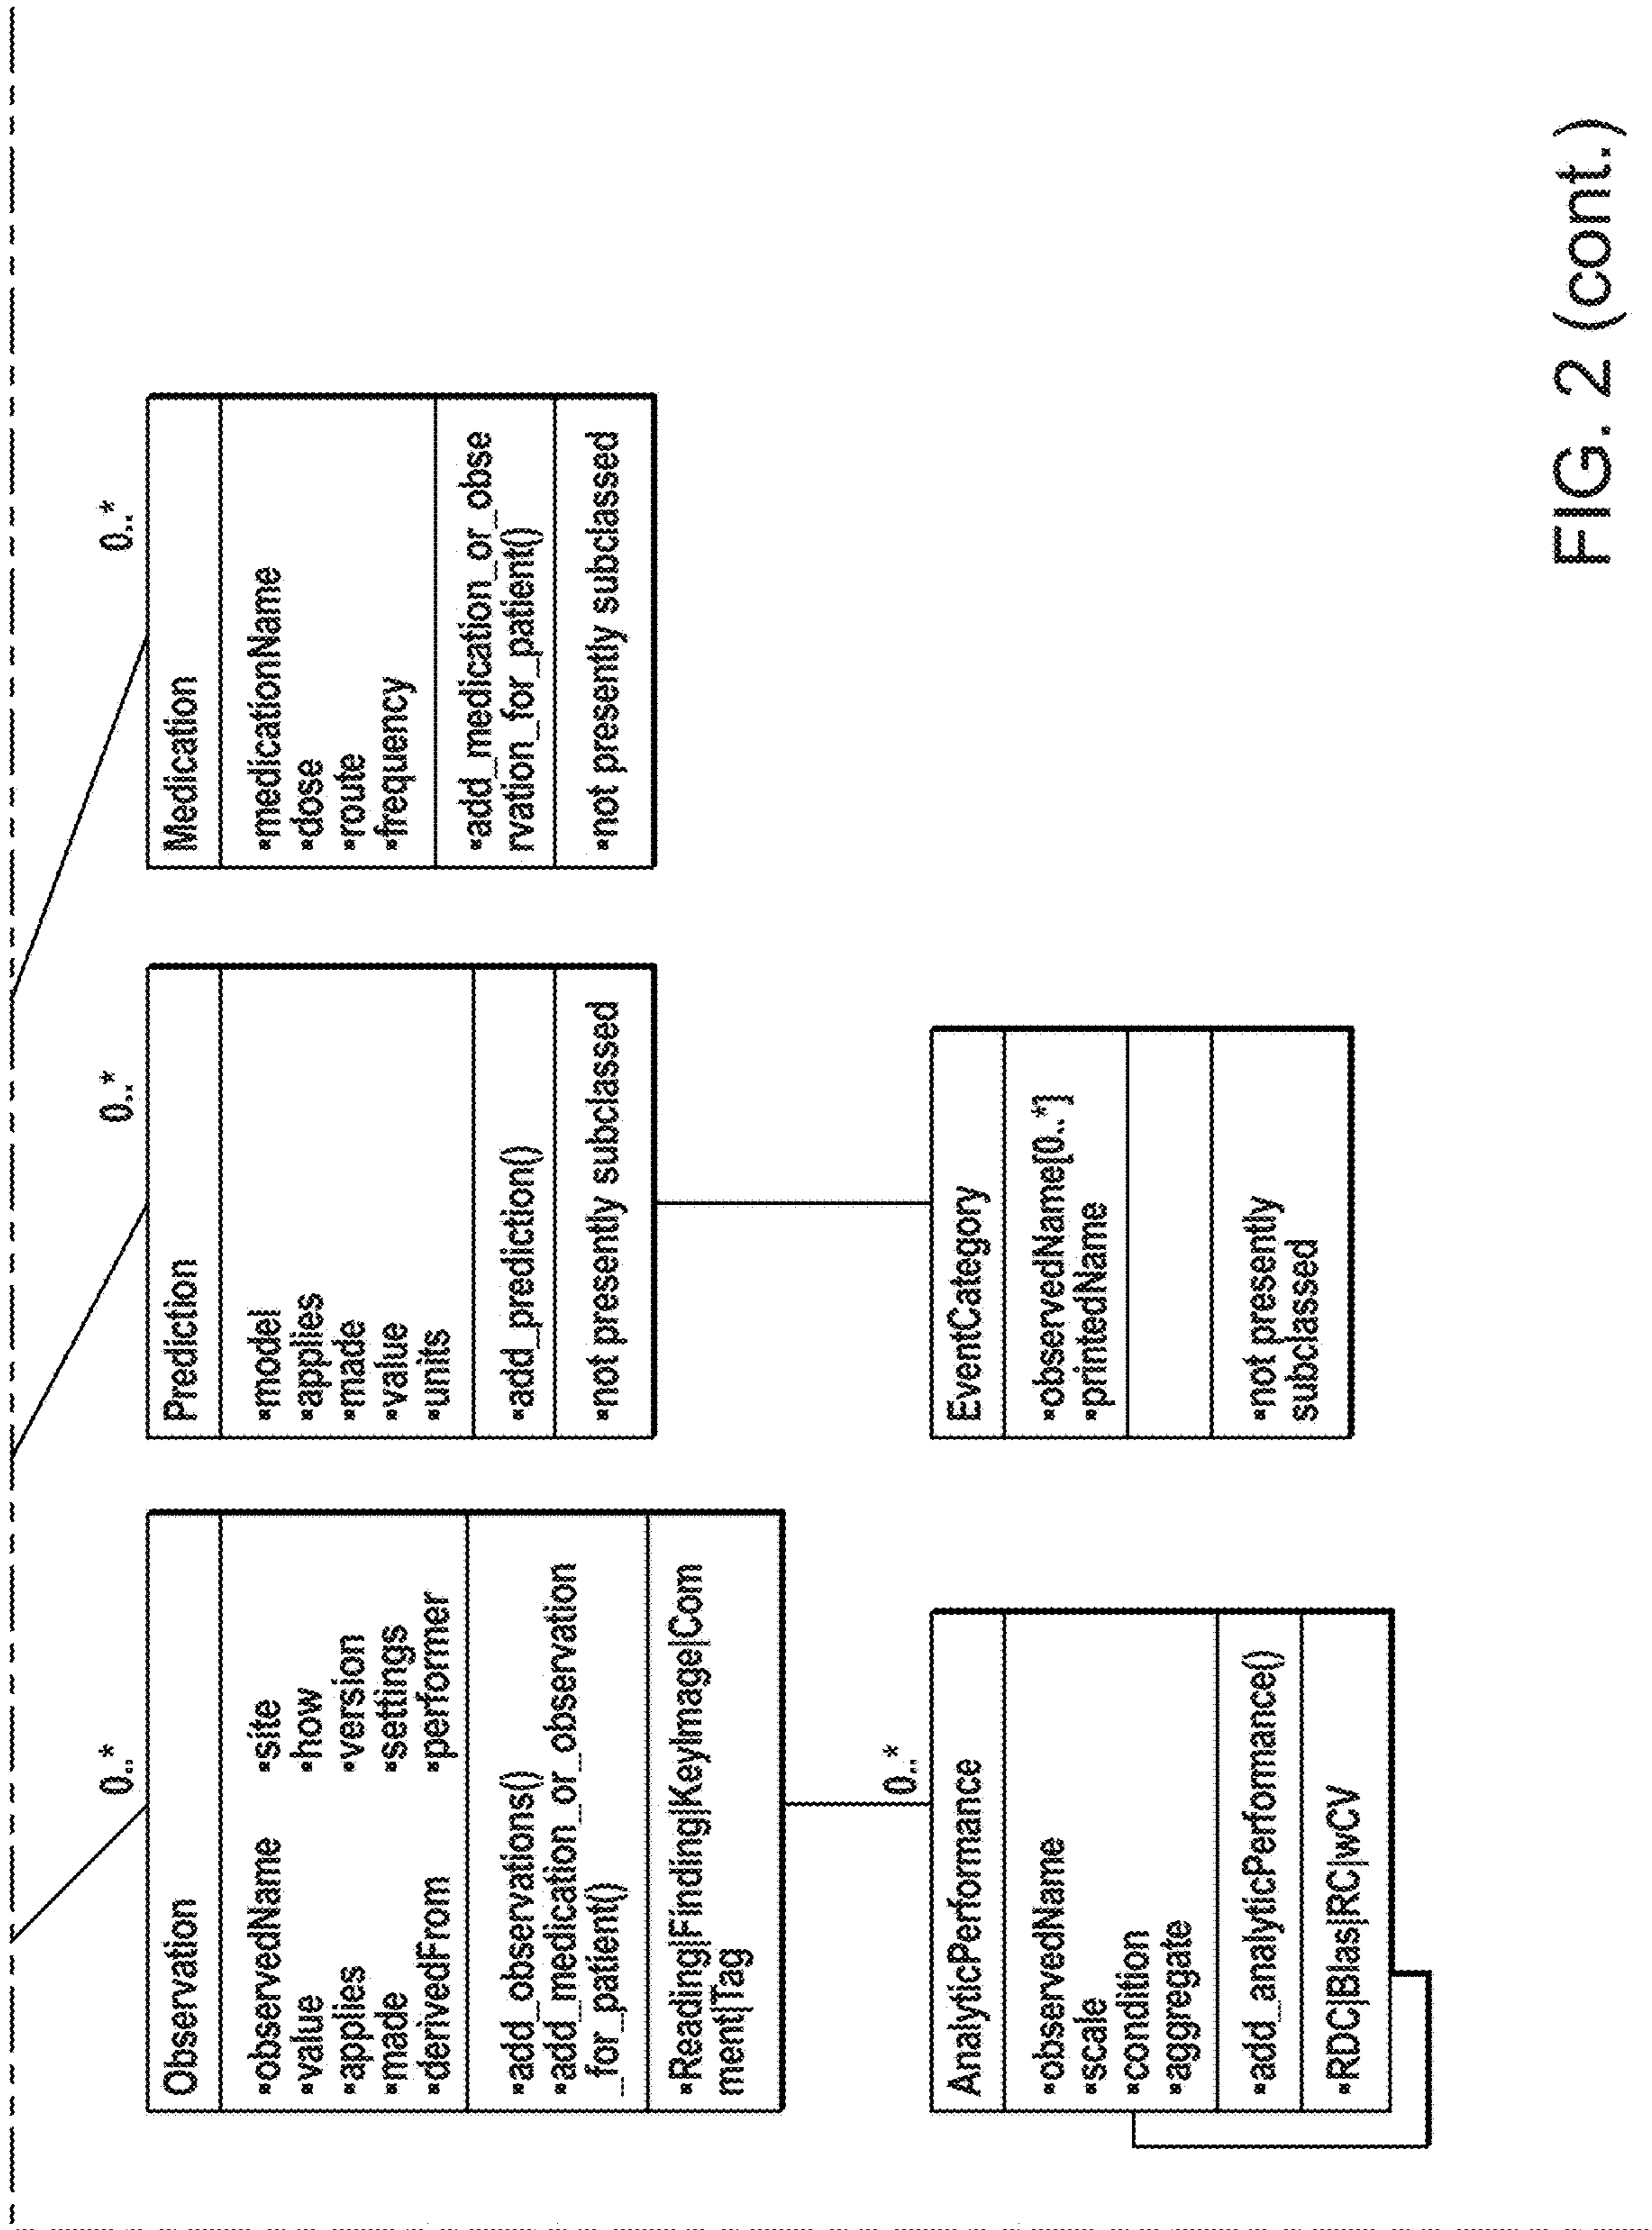 0..*
Observation
▪observedName ▪site
▪value ▪how
▪applies ▪version
▪made ▪settings
▪derivedFrom ▪performer
▪add_observations()
▪add_medication_or_observation
_for_patient()
▪Reading|Finding|KeyImage|Com
ment|Tag
0..*
Prediction
▪model
▪applies
▪made
▪value
▪units
▪add_prediction()
▪not presently subclassed
0..*
Medication
▪medicationName
▪dose
▪route
▪frequency
▪add_medication_or_obse
rvation_for_patient()
▪not presently subclassed
0..*
AnalyticPerformance
▪observedName
▪scale
▪condition
▪aggregate
▪add_analyticPerformance()
▪RDC|Bias|RC|wCV
EventCategory
▪observedName[0..*]
▪printedName
▪not presently
subclassed
FIG. 2 (cont.)